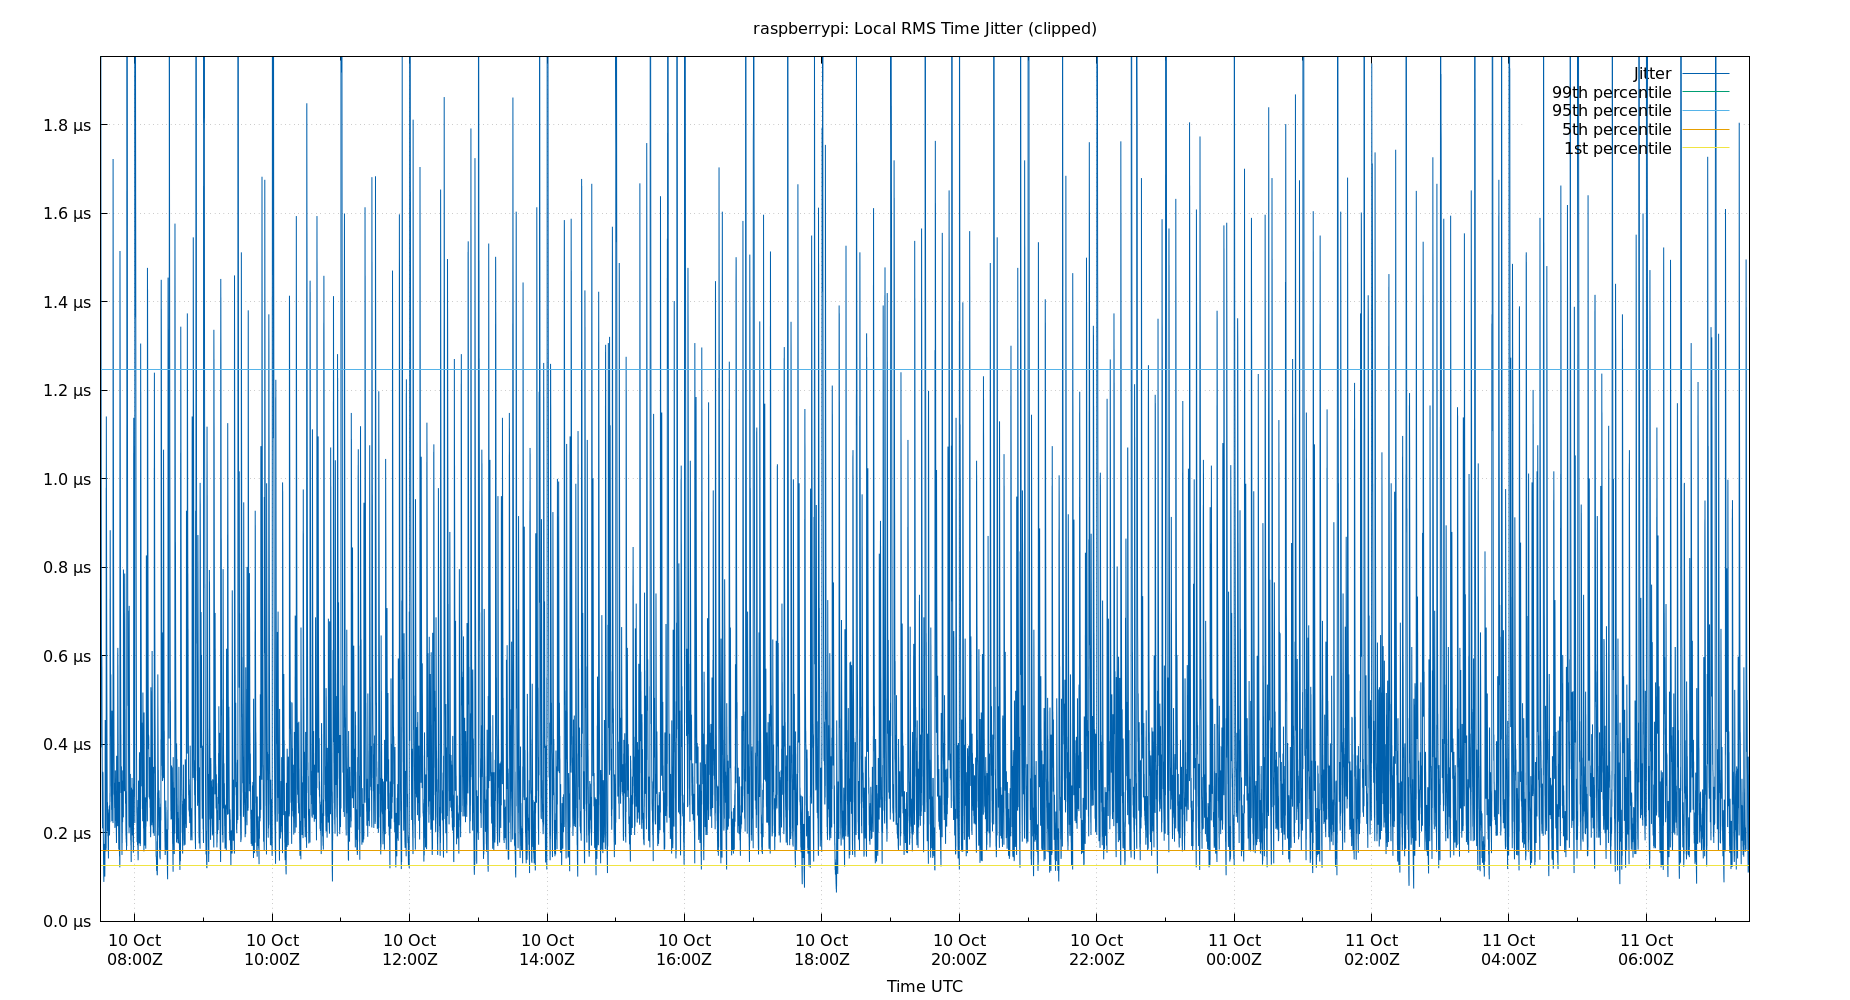 raspberrypi: Local RMS Time Jitter (clipped)
Jitter
99th percentile
95th percentile
5th percentile
1st percentile
1.8 µs
1.6 µs
1.4 µs
1.2 µs
1.0 µs
0.8 µs
0.6 µs
0.4 µs
0.2 µs
0.0 µs
10 Oct 10 Oct 10 Oct 10 Oct 10 Oct 10 Oct 10 Oct 10 Oct 11 Oct 11 Oct 11 Oct 11 Oct
08:00Z 10:00Z 12:00Z 14:00Z 16:00Z 18:00Z 20:00Z 22:00Z 00:00Z 02:00Z 04:00Z 06:00Z
Time UTC